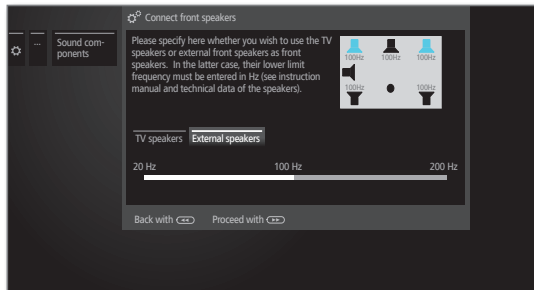 Connect front speakers
...
Sound com-
ponents
Please specify here whether you wish to use the TV
speakers or external front speakers as front
speakers. In the latter case, their lower limit
frequency must be entered in Hz (see instruction
manual and technical data of the speakers).
100Hz 100Hz 100Hz
100Hz 100Hz
TV speakers External speakers
20 Hz 100 Hz 200 Hz
Back with Proceed with